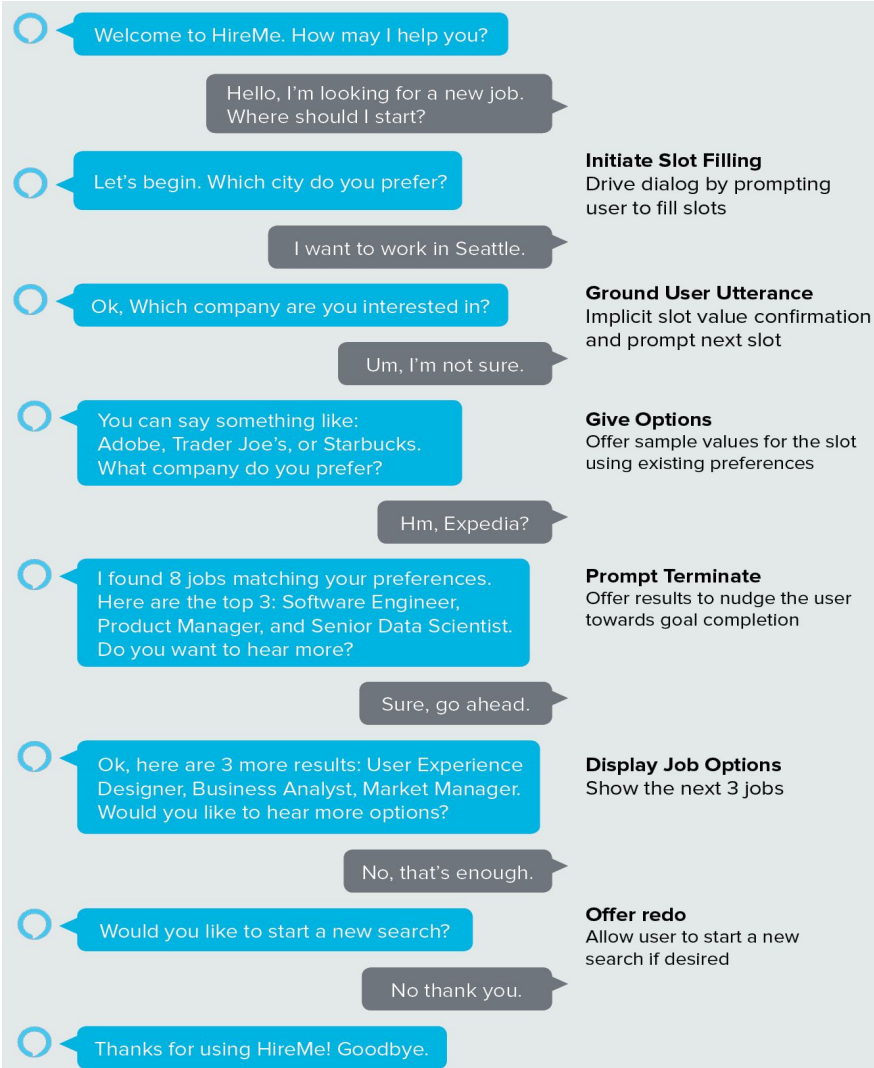 Welcome to HireMe. How may I help you?
Hello, I'm looking for a new job.
Where should I start?
Let's begin. Which city do you prefer?
Initiate Slot Filling
Drive dialog by prompting
user to fill slots
I want to work in Seattle.
Ok, Which company are you interested in?
Ground User Utterance
Implicit slot value confirmation
and prompt next slot
Um, I'm not sure.
You can say something like:
Adobe, Trader Joe's, or Starbucks.
What company do you prefer?
Give Options
Offer sample values for the slot
using existing preferences
Hm, Expedia?
I found 8 jobs matching your preferences.
Here are the top 3: Software Engineer,
Product Manager, and Senior Data Scientist.
Do you want to hear more?
Prompt Terminate
Offer results to nudge the user
towards goal completion
Sure, go ahead.
Ok, here are 3 more results: User Experience
Designer, Business Analyst, Market Manager.
Would you like to hear more options?
Display Job Options
Show the next 3 jobs
No, that's enough.
Would you like to start a new search?
Offer redo
Allow user to start a new
search if desired
No thank you.
Thanks for using HireMe! Goodbye.